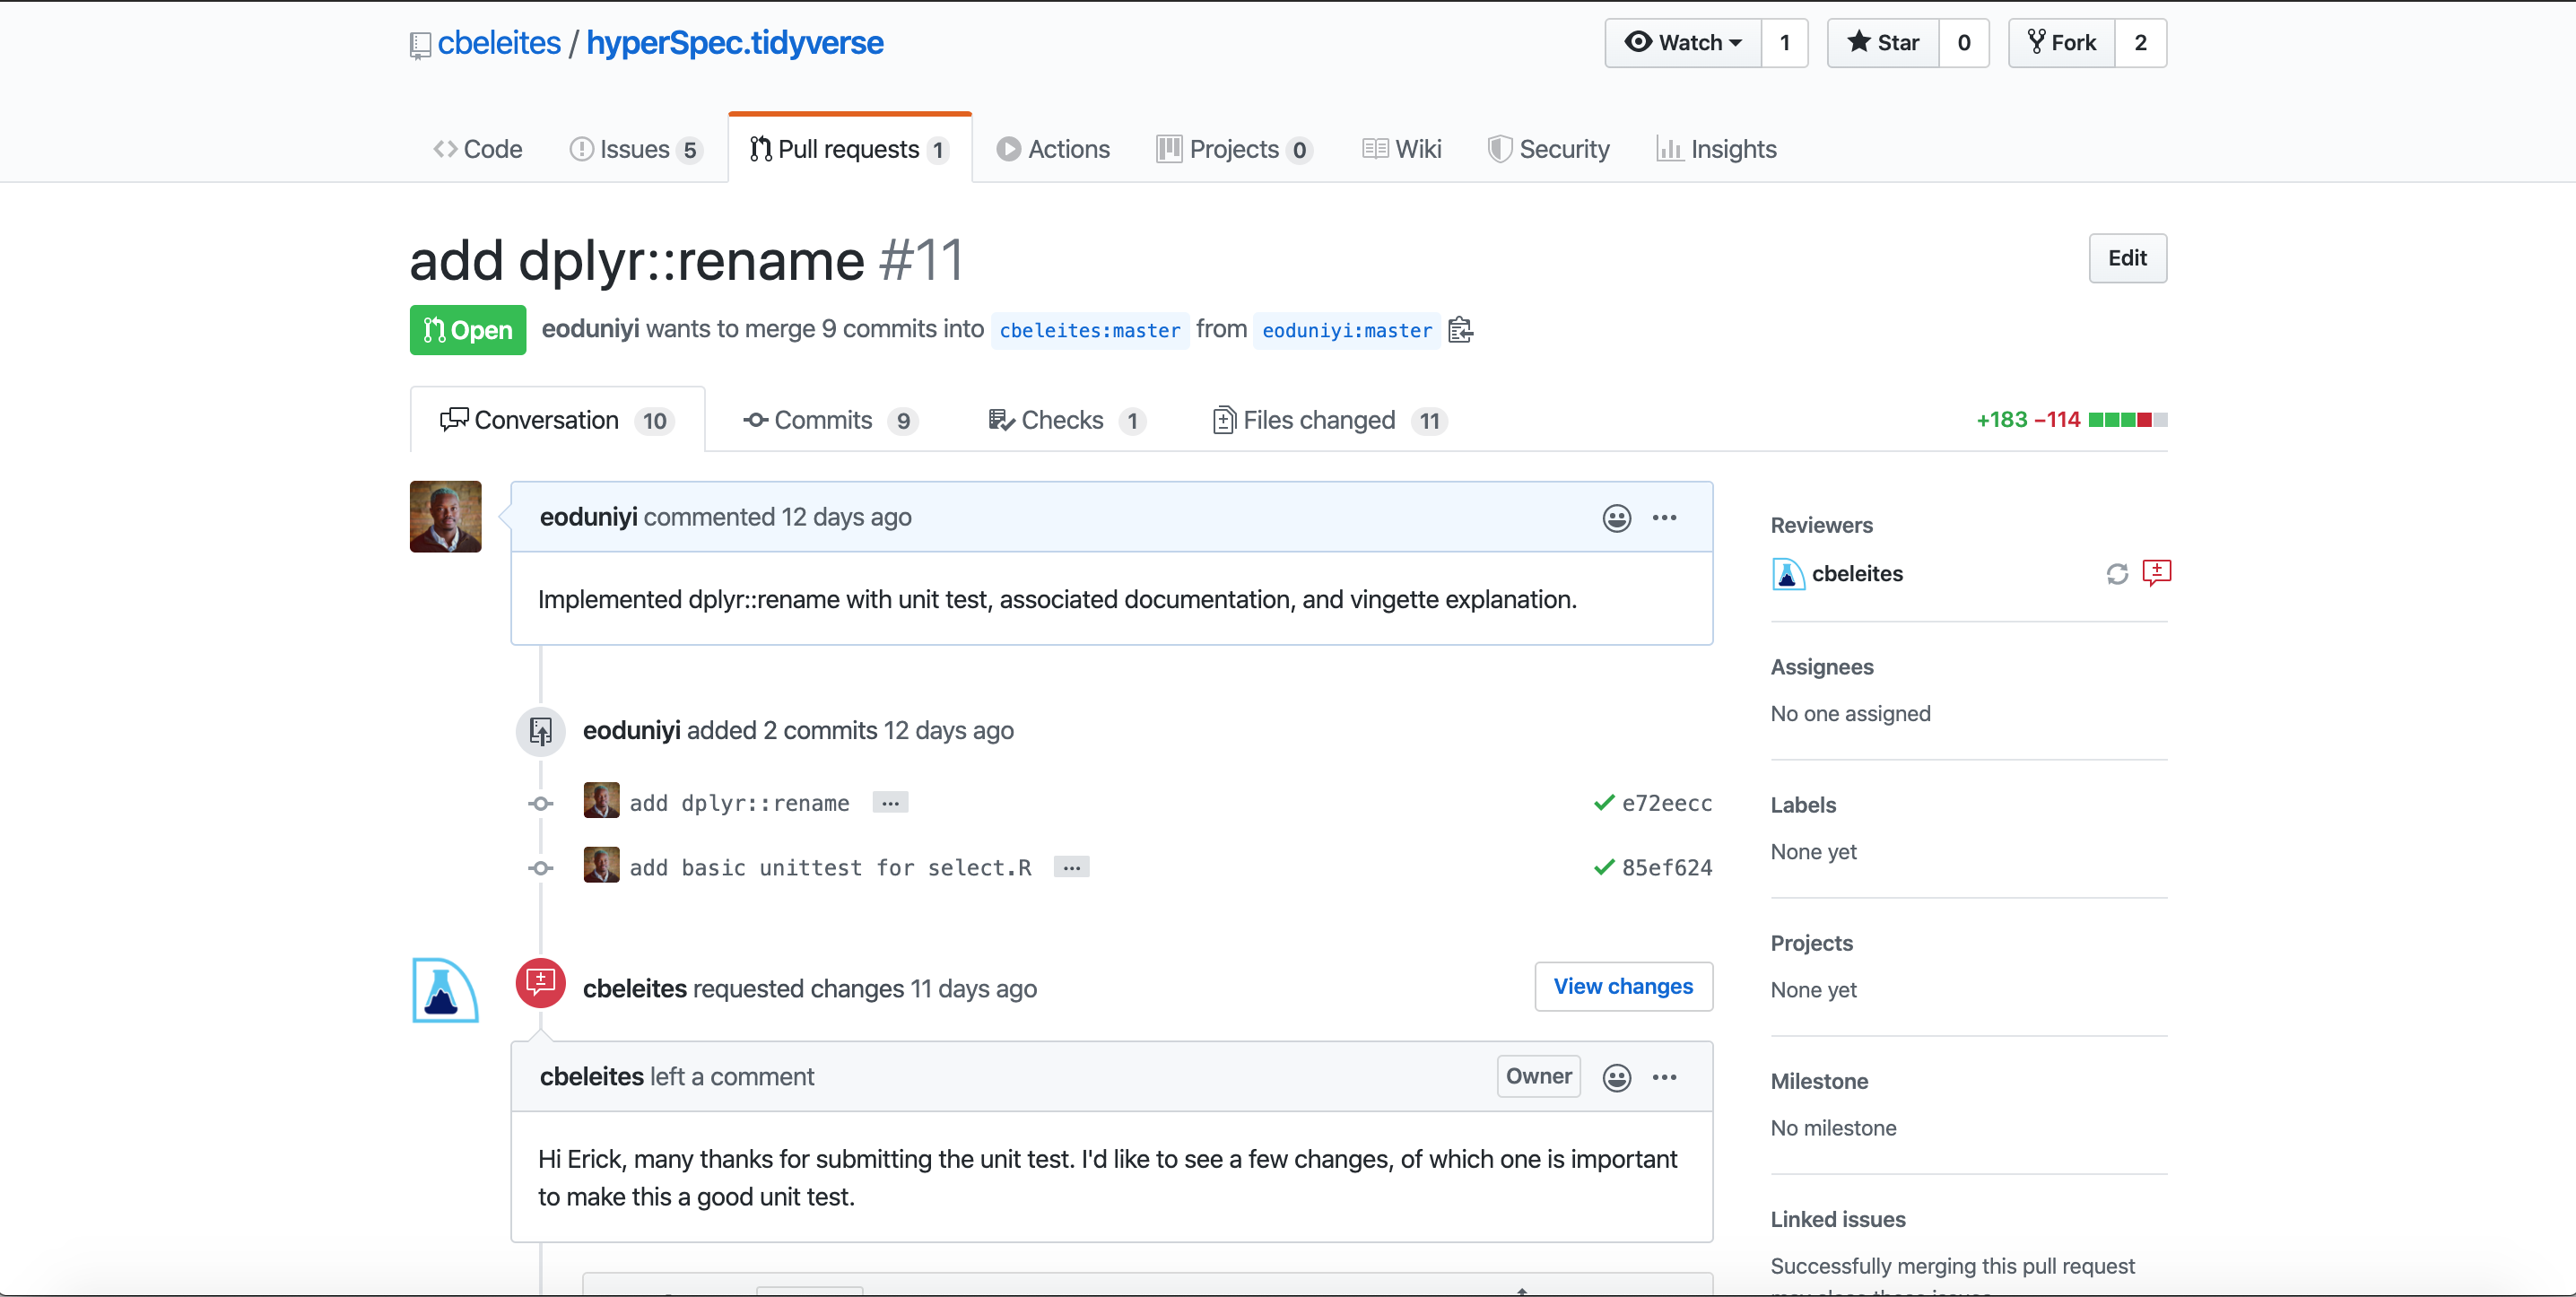 cbeleites / hyperSpec.tidyverse
Watch 1 Star 0 Fork 2
Code Issues 5 Pull requests 1 Actions Projects 0 Wiki Security Insights
add dplyr::rename #11
Edit
Open eoduniyi wants to merge 9 commits into cbeleites:master from eoduniyi:master
Conversation 10 Commits 9 Checks 1 Files changed 11
+183 −114
eoduniyi commented 12 days ago
Implemented dplyr::rename with unit test, associated documentation, and vingette explanation.
eoduniyi added 2 commits 12 days ago
add dplyr::rename ... e72eecc
add basic unittest for select.R ... 85ef624
cbeleites requested changes 11 days ago
View changes
cbeleites left a comment
Owner
Hi Erick, many thanks for submitting the unit test. I'd like to see a few changes, of which one is important
to make this a good unit test.
Reviewers
cbeleites
Assignees
No one assigned
Labels
None yet
Projects
None yet
Milestone
No milestone
Linked issues
Successfully merging this pull request